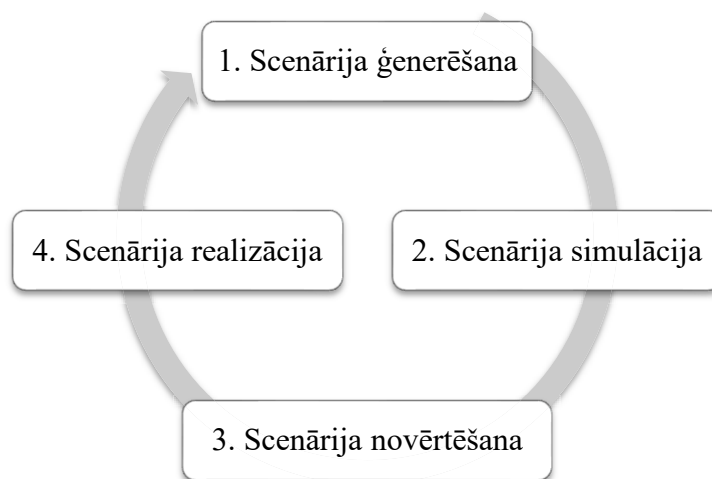 1. Scenārija ģenerēšana
2. Scenārija simulācija
3. Scenārija novērtēšana
4. Scenārija realizācija